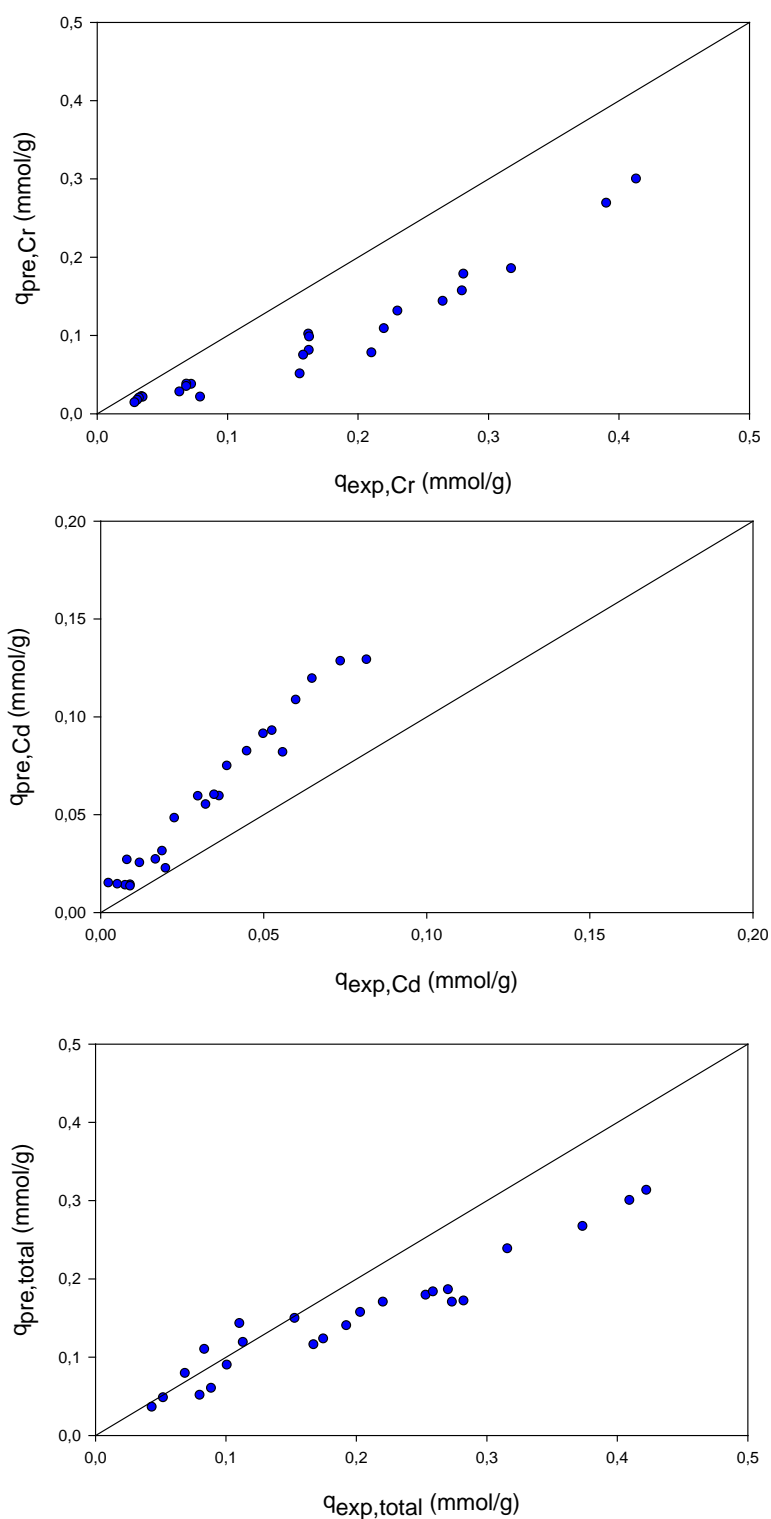 0,5
0,4
0,3
0,2
0,1
0,0
qpre,Cr (mmol/g)
0,0 0,1 0,2 0,3 0,4 0,5
qexp,Cr (mmol/g)
0,20
0,15
0,10
0,05
0,00
qpre,Cd (mmol/g)
0,00 0,05 0,10 0,15 0,20
qexp,Cd (mmol/g)
0,5
0,4
0,3
0,2
0,1
0,0
qpre,total (mmol/g)
0,0 0,1 0,2 0,3 0,4 0,5
qexp,total (mmol/g)